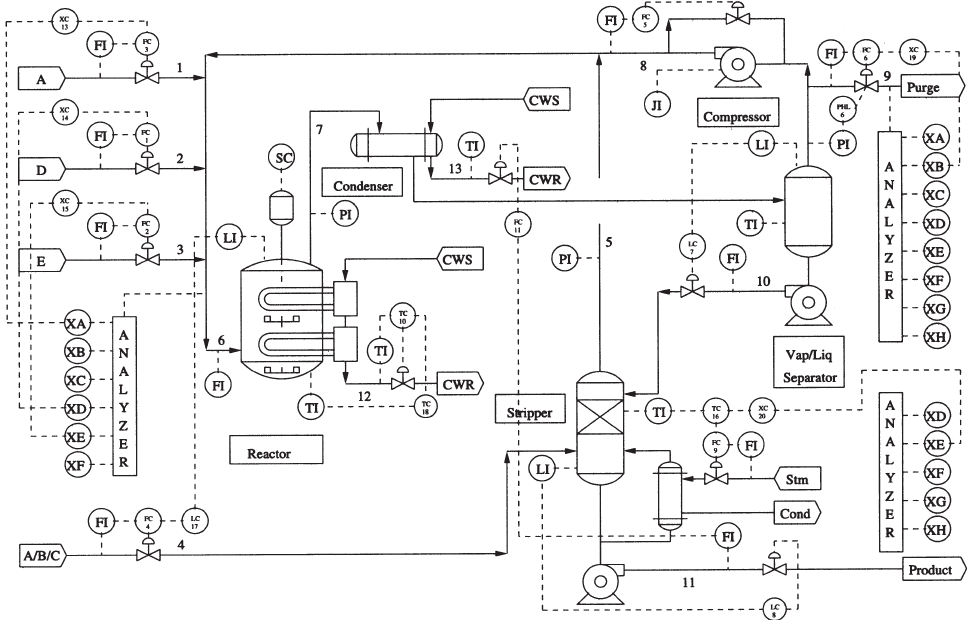 XC
13
FI
FC
3
A
1
XC
14
FI
FC
1
D
2
XC
15
FI
FC
2
E
3
LI
SC
7
PI
Condenser
CWS
TI
13
CWR
FC
11
CWS
TC
10
TI
12
CWR
TC
18
TI
6
FI
Reactor
XA
XB
XC
XD
XE
XF
ANALYZER
FI
FC
4
LC
17
A/B/C
4
FI
FC
5
8
JI
Compressor
FI
FC
6
XC
19
9
Purge
PHL
6
PI
LI
TI
LC
7
FI
10
Vap/Liq
Separator
5
PI
Stripper
TI
TC
16
XC
20
FC
9
FI
Stm
Cond
LI
FI
11
LC
8
Product
ANALYZER
XA
XB
XC
XD
XE
XF
XG
XH
ANALYZER
XD
XE
XF
XG
XH